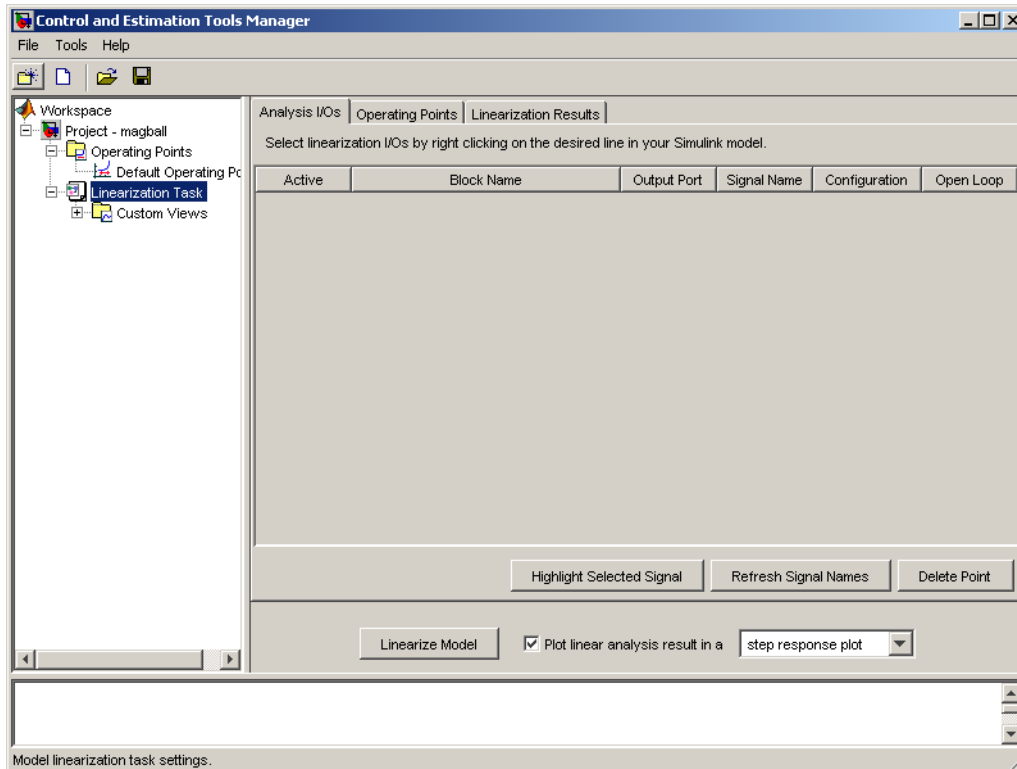 Control and Estimation Tools Manager
File Tools Help
Workspace
Project - magball
Operating Points
Default Operating Po
Linearization Task
Custom Views
Analysis I/Os Operating Points Linearization Results
Select linearization I/Os by right clicking on the desired line in your Simulink model.
Active Block Name Output Port Signal Name Configuration Open Loop
Highlight Selected Signal Refresh Signal Names Delete Point
Linearize Model Plot linear analysis result in a step response plot
Model linearization task settings.